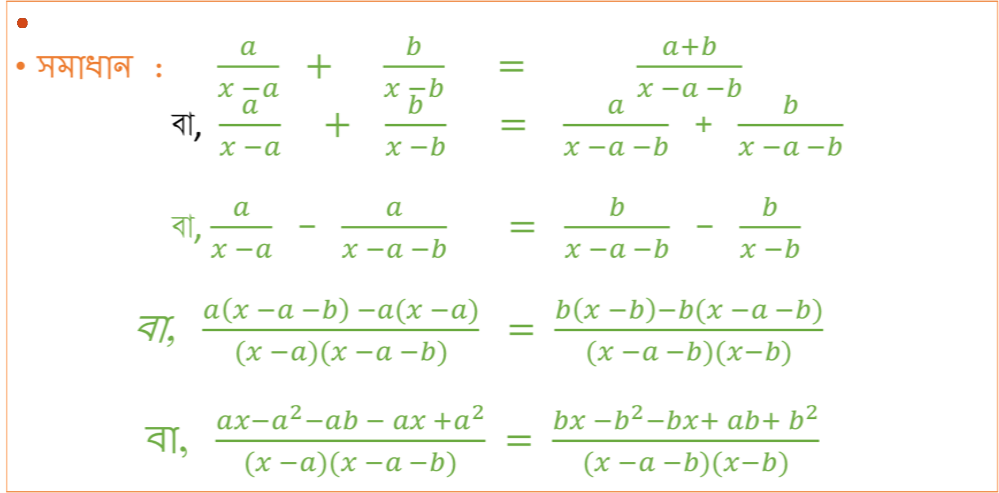 • সমাধান : a/(x −a) + b/(x −b) = (a+b)/(x −a −b)
বা, a/(x −a) + b/(x −b) = a/(x −a −b) + b/(x −a −b)
বা, a/(x −a) − a/(x −a −b) = b/(x −a −b) − b/(x −b)
বা, (a(x −a −b) −a(x −a))/((x −a)(x −a −b)) = (b(x −b)−b(x −a −b))/((x −a −b)(x−b))
বা, (ax−a²−ab − ax +a²)/((x −a)(x −a −b)) = (bx −b²−bx+ ab+ b²)/((x −a −b)(x−b))